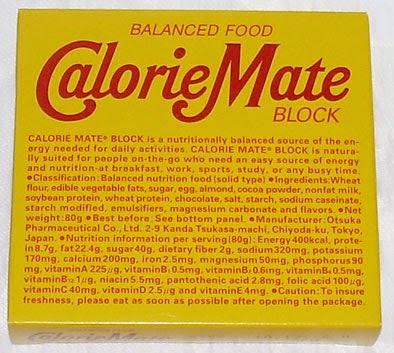 BALANCED FOOD
CalorieMate
BLOCK
CALORIE MATE® BLOCK is a nutritionally balanced source of the en-
ergy needed for daily activities. CALORIE MATE® BLOCK is natura-
lly suited for people on-the-go who need an easy source of energy
and nutrition-at breakfast, work, sports, study, or any busy time.
●Classification: Balanced nutrition food (solid type) ●Ingredients: Wheat
flour, edible vegetable fats, sugar, egg, almond, cocoa powder, nonfat milk,
soybean protein, wheat protein, chocolate, salt, starch, sodium caseinate,
starch modified, emulsifiers, magnesium carbonate and flavors. ●Net
weight: 80g ●Best before: See bottom panel. ●Manufacturer: Otsuka
Pharmaceutical Co., Ltd. 2-9 Kanda Tsukasa-machi, Chiyoda-ku, Tokyo,
Japan. ●Nutrition information per serving (80g): Energy 400kcal, prote-
in 8.7g, fat 22.4g, sugar 40g, dietary fiber 2g, sodium 320mg, potassium
170mg, calcium 200mg, iron 2.5mg, magnesium 50mg, phosphorus 90
mg, vitamin A 225μg, vitamin B₁ 0.5mg, vitamin B₂ 0.6mg, vitamin B₆ 0.5mg,
vitamin B₁₂ 1μg, niacin 5.5mg, pantothenic acid 2.8mg, folic acid 100μg,
vitamin C 40mg, vitamin D 2.5μg and vitamin E 4mg. ●Caution: To insure
freshness, please eat as soon as possible after opening the package.